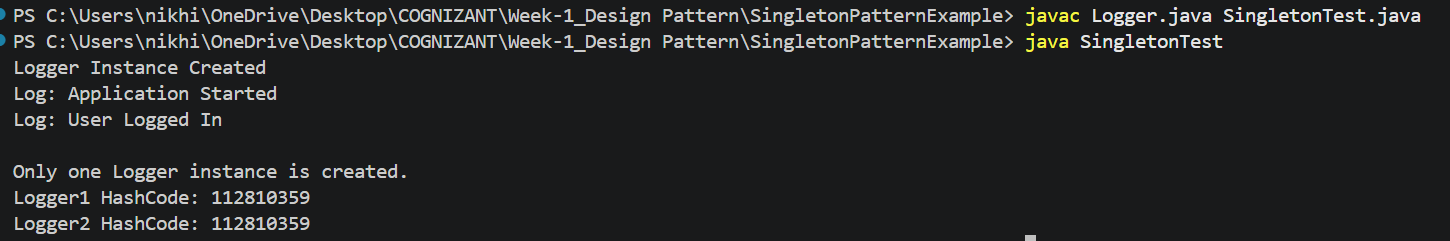 PS C:\Users\nikhi\OneDrive\Desktop\COGNIZANT\Week-1_Design Pattern\SingletonPatternExample> javac Logger.java SingletonTest.java
PS C:\Users\nikhi\OneDrive\Desktop\COGNIZANT\Week-1_Design Pattern\SingletonPatternExample> java SingletonTest
Logger Instance Created
Log: Application Started
Log: User Logged In
Only one Logger instance is created.
Logger1 HashCode: 112810359
Logger2 HashCode: 112810359